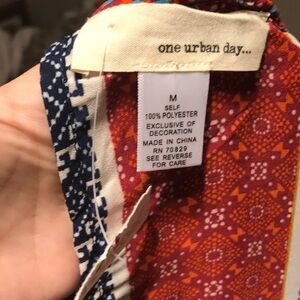 one urban day...
M
SELF
100% POLYESTER
EXCLUSIVE OF
DECORATION
MADE IN CHINA
RN 70829
SEE REVERSE
FOR CARE